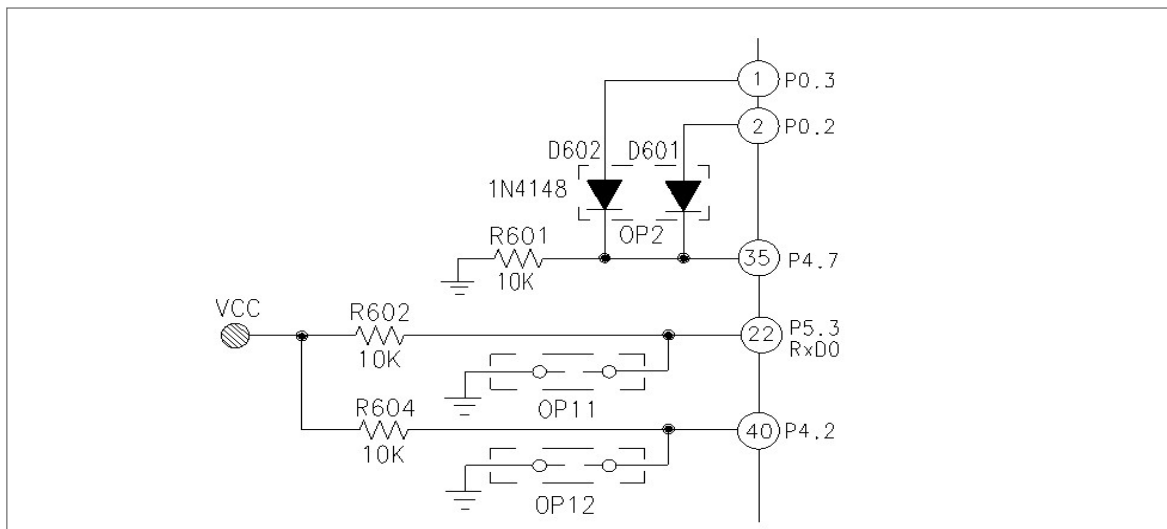 1 P0.3
2 P0.2
D602 D601
1N4148
OP2
R601
10K
35 P4.7
VCC
R602
10K
22 P5.3
RxD0
OP11
R604
10K
40 P4.2
OP12